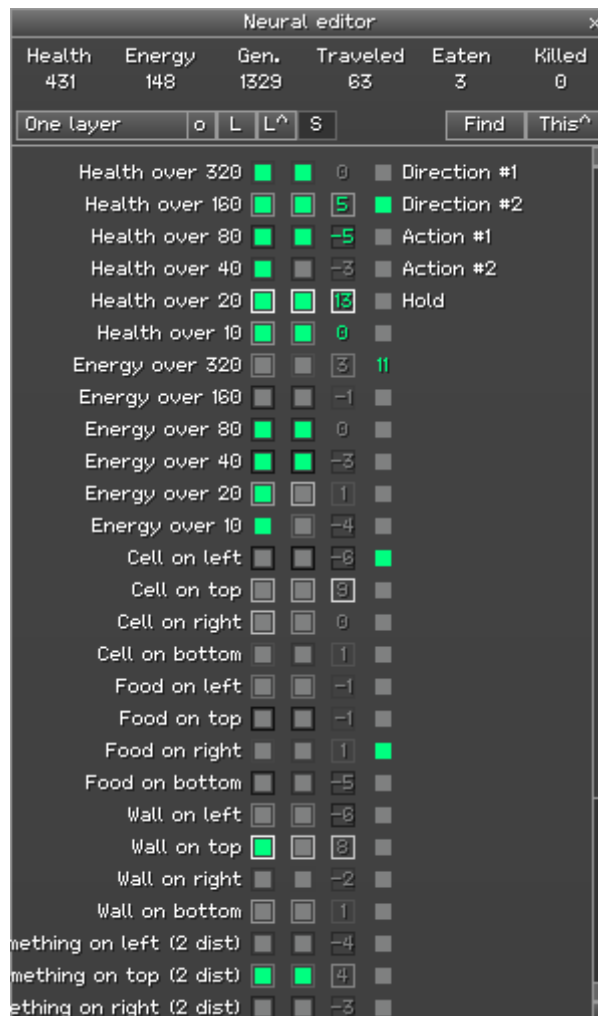 Neural editor x
Health Energy Gen. Traveled Eaten Killed
431 148 1329 63 3 0
One layer o L L^ S Find This^
Health over 320 0 Direction #1
Health over 160 5 Direction #2
Health over 80 -5 Action #1
Health over 40 -3 Action #2
Health over 20 13 Hold
Health over 10 0
Energy over 320 3 11
Energy over 160 -1
Energy over 80 0
Energy over 40 -3
Energy over 20 1
Energy over 10 -4
Cell on left -6
Cell on top 9
Cell on right 0
Cell on bottom 1
Food on left -1
Food on top -1
Food on right 1
Food on bottom -5
Wall on left -6
Wall on top 8
Wall on right -2
Wall on bottom 1
mething on left (2 dist) -4
mething on top (2 dist) 4
ething on right (2 dist) -3